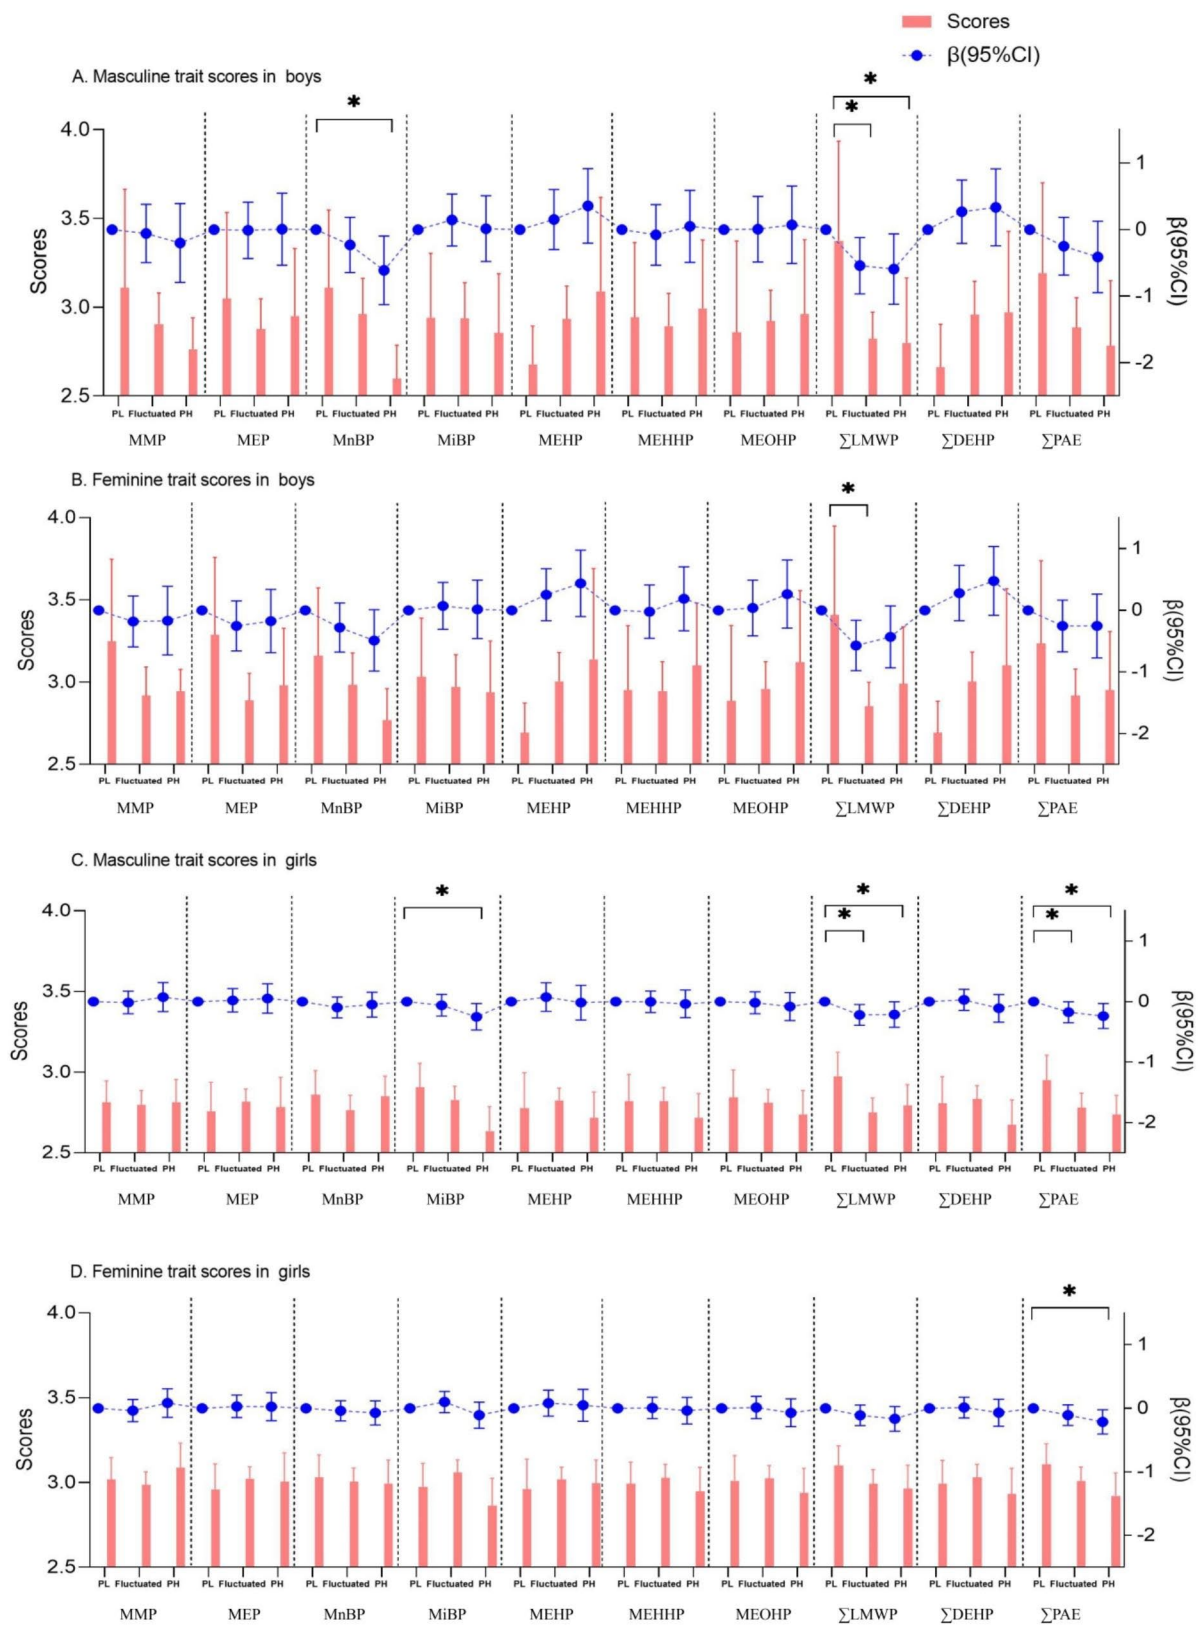 Scores
β(95%CI)
A. Masculine trait scores in boys
* * *
4.0 3.5 3.0 2.5
Scores
1 0 -1 -2
β(95%CI)
PL Fluctuated PH PL Fluctuated PH PL Fluctuated PH PL Fluctuated PH PL Fluctuated PH PL Fluctuated PH PL Fluctuated PH PL Fluctuated PH PL Fluctuated PH PL Fluctuated PH
MMP MEP MnBP MiBP MEHP MEHHP MEOHP ∑LMWP ∑DEHP ∑PAE
B. Feminine trait scores in boys
*
4.0 3.5 3.0 2.5
Scores
1 0 -1 -2
β(95%CI)
PL Fluctuated PH PL Fluctuated PH PL Fluctuated PH PL Fluctuated PH PL Fluctuated PH PL Fluctuated PH PL Fluctuated PH PL Fluctuated PH PL Fluctuated PH PL Fluctuated PH
MMP MEP MnBP MiBP MEHP MEHHP MEOHP ∑LMWP ∑DEHP ∑PAE
C. Masculine trait scores in girls
* * * * *
4.0 3.5 3.0 2.5
Scores
1 0 -1 -2
β(95%CI)
PL Fluctuated PH PL Fluctuated PH PL Fluctuated PH PL Fluctuated PH PL Fluctuated PH PL Fluctuated PH PL Fluctuated PH PL Fluctuated PH PL Fluctuated PH PL Fluctuated PH
MMP MEP MnBP MiBP MEHP MEHHP MEOHP ∑LMWP ∑DEHP ∑PAE
D. Feminine trait scores in girls
*
4.0 3.5 3.0 2.5
Scores
1 0 -1 -2
β(95%CI)
PL Fluctuated PH PL Fluctuated PH PL Fluctuated PH PL Fluctuated PH PL Fluctuated PH PL Fluctuated PH PL Fluctuated PH PL Fluctuated PH PL Fluctuated PH PL Fluctuated PH
MMP MEP MnBP MiBP MEHP MEHHP MEOHP ∑LMWP ∑DEHP ∑PAE